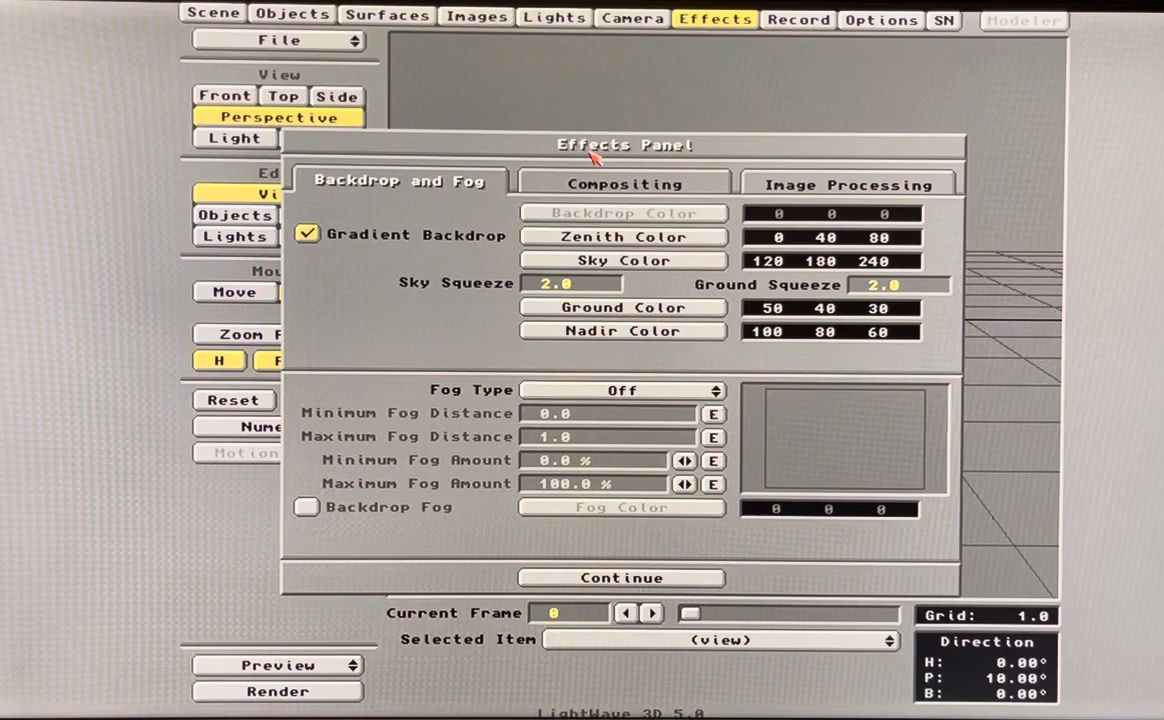 Scene Objects Surfaces Images Lights Camera Effects Record Options SN Modeler
File
View
Front Top Side
Perspective
Light
Effects Panel
Backdrop and Fog Compositing Image Processing
Ed
Vi
Objects
Lights
Backdrop Color 0 0 0
Gradient Backdrop Zenith Color 0 40 80
Sky Color 120 180 240
Mou
Sky Squeeze 2.0 Ground Squeeze 2.0
Move
Ground Color 50 40 30
Nadir Color 100 80 60
Zoom F
H F
Fog Type Off
Reset
Minimum Fog Distance 0.0 E
Nume
Maximum Fog Distance 1.0 E
Motion
Minimum Fog Amount 0.0 % E
Maximum Fog Amount 100.0 % E
Backdrop Fog Fog Color 0 0 0
Continue
Current Frame 0
Grid: 1.0
Selected Item (view)
Direction
H: 0.00°
P: 10.00°
B: 0.00°
Preview
Render
LightWave 3D 5.0